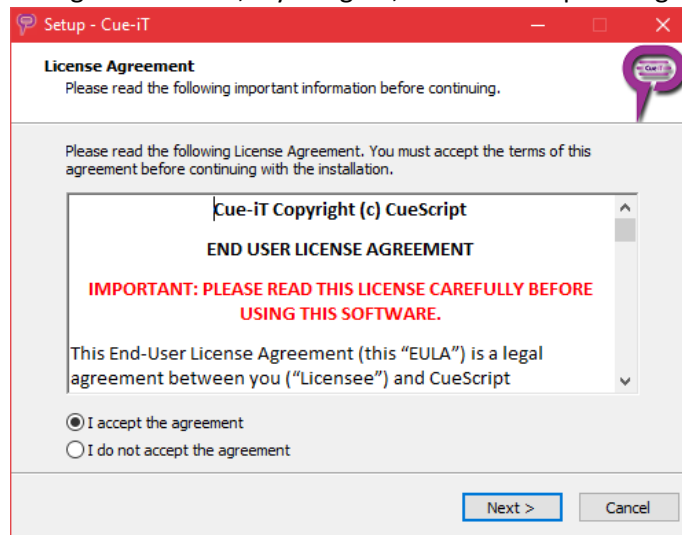 Setup - Cue-iT
License Agreement
Please read the following important information before continuing.
Cue-iT
Please read the following License Agreement. You must accept the terms of this
agreement before continuing with the installation.
Cue-iT Copyright (c) CueScript
END USER LICENSE AGREEMENT
IMPORTANT: PLEASE READ THIS LICENSE CAREFULLY BEFORE
USING THIS SOFTWARE.
This End-User License Agreement (this “EULA”) is a legal
agreement between you (“Licensee”) and CueScript
I accept the agreement
I do not accept the agreement
Next >
Cancel